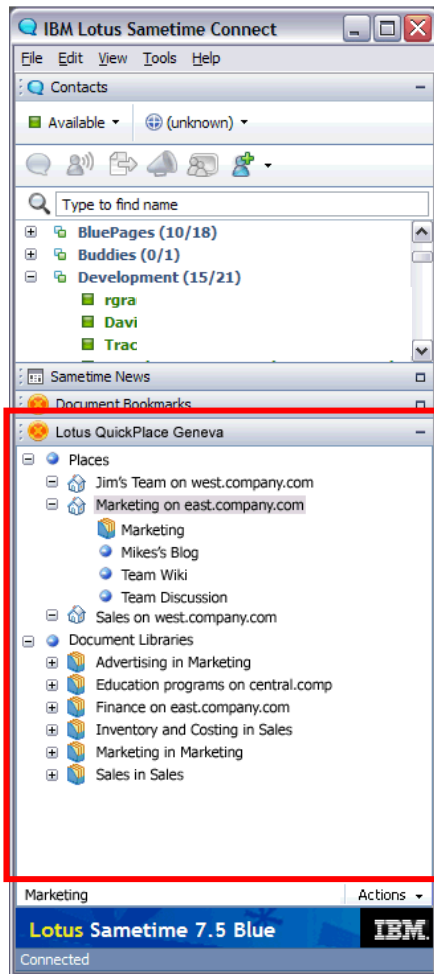 IBM Lotus Sametime Connect
File Edit View Tools Help
Contacts
Available (unknown)
Type to find name
BluePages (10/18)
Buddies (0/1)
Development (15/21)
rgra
Davi
Trac
Sametime News
Document Bookmarks
Lotus QuickPlace Geneva
Places
Jim's Team on west.company.com
Marketing on east.company.com
Marketing
Mikes's Blog
Team Wiki
Team Discussion
Sales on west.company.com
Document Libraries
Advertising in Marketing
Education programs on central.comp
Finance on east.company.com
Inventory and Costing in Sales
Marketing in Marketing
Sales in Sales
Marketing Actions
Lotus Sametime 7.5 Blue IBM.
Connected